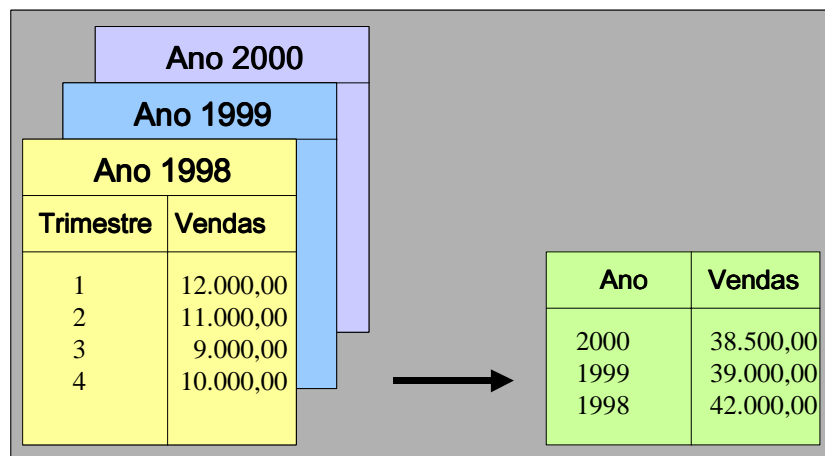 Ano 2000
Ano 1999
Ano 1998
Trimestre Vendas
1 12.000,00
2 11.000,00
3 9.000,00
4 10.000,00
Ano Vendas
2000 38.500,00
1999 39.000,00
1998 42.000,00